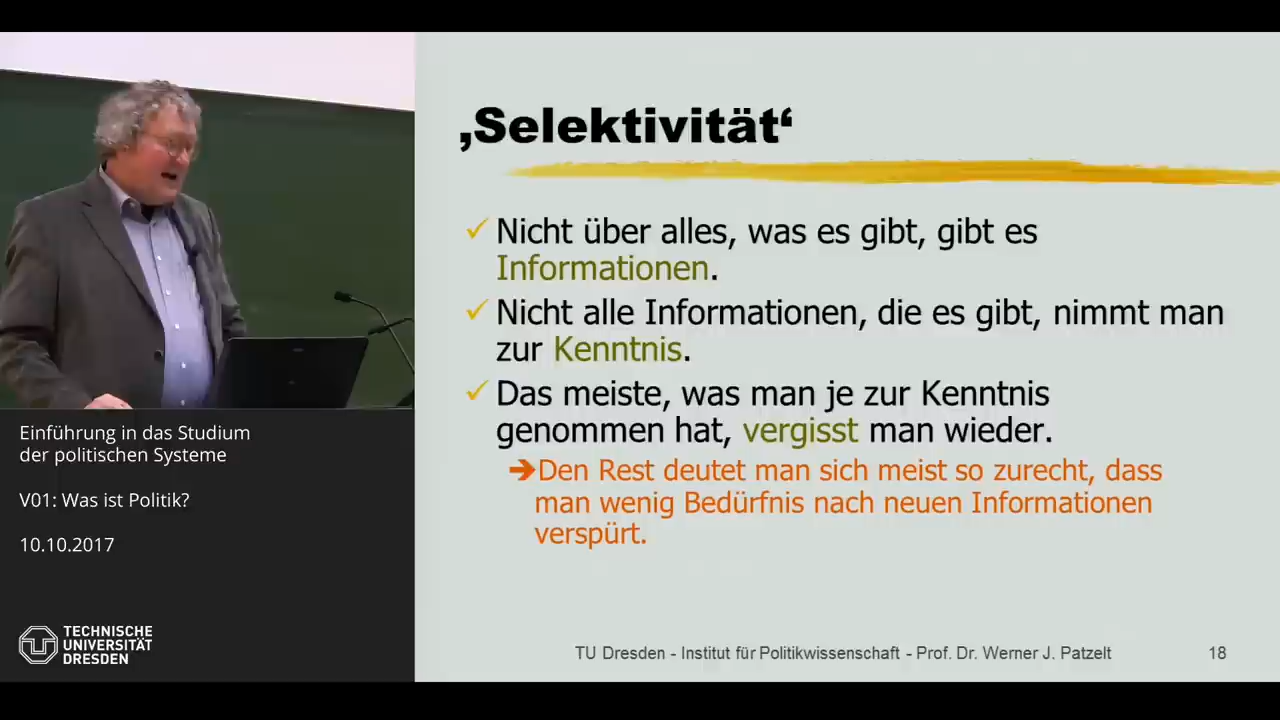 ‚Selektivität‘
Nicht über alles, was es gibt, gibt es
Informationen.
Nicht alle Informationen, die es gibt, nimmt man
zur Kenntnis.
Das meiste, was man je zur Kenntnis
genommen hat, vergisst man wieder.
Den Rest deutet man sich meist so zurecht, dass
man wenig Bedürfnis nach neuen Informationen
verspürt.
Einführung in das Studium
der politischen Systeme
V01: Was ist Politik?
10.10.2017
TECHNISCHE
UNIVERSITÄT
DRESDEN
TU Dresden - Institut für Politikwissenschaft - Prof. Dr. Werner J. Patzelt
18